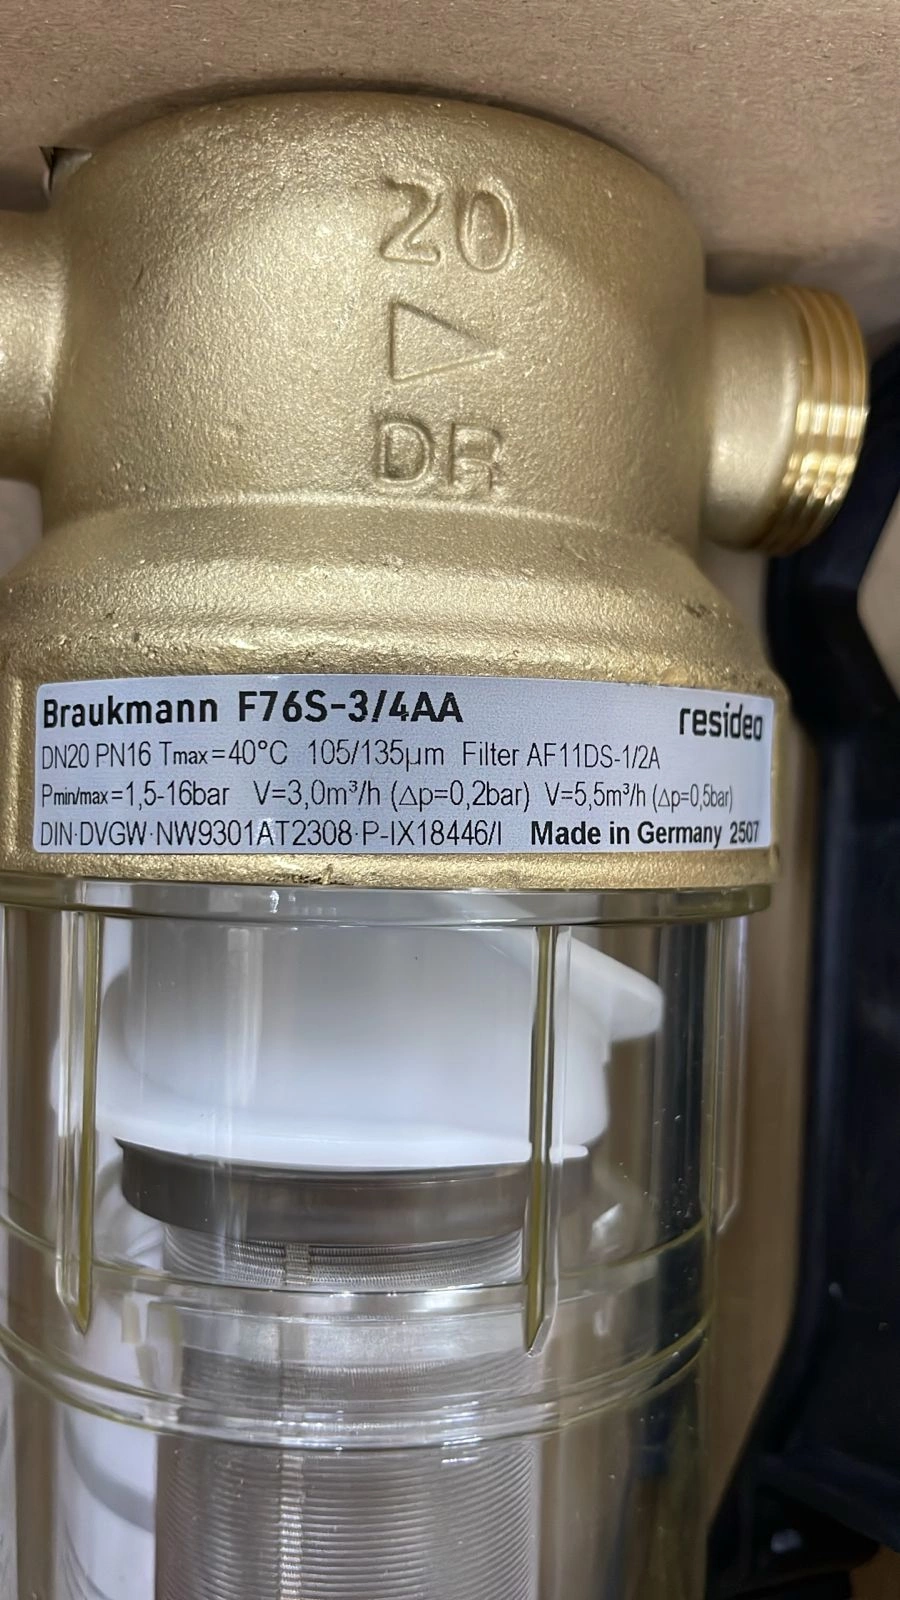 20
DR
Braukmann F76S-3/4AA
resideo
DN20 PN16 Tmax=40°C 105/135µm Filter AF11DS-1/2A
Pmin/max=1,5-16bar V=3,0m³/h (Δp=0,2bar) V=5,5m³/h (Δp=0,5bar)
DIN·DVGW·NW9301AT2308·P-IX18446/I Made in Germany 2507